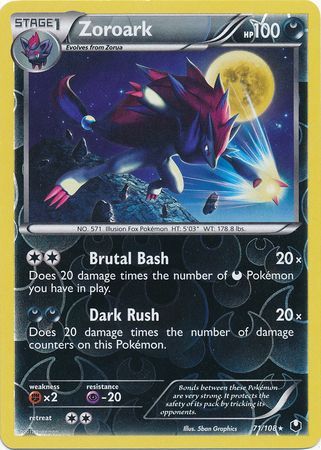 STAGE 1
Zoroark
HP 100
Evolves from Zorua
NO. 571 Illusion Fox Pokémon HT: 5'03" WT: 178.8 lbs.
Brutal Bash 20×
Does 20 damage times the number of Pokémon
you have in play.
Dark Rush 20×
Does 20 damage times the number of damage
counters on this Pokémon.
weakness
×2
resistance
-20
retreat
Bonds between these Pokémon
are very strong. It protects the
safety of its pack by tricking its
opponents.
Illus. 5ban Graphics
71/108 ★